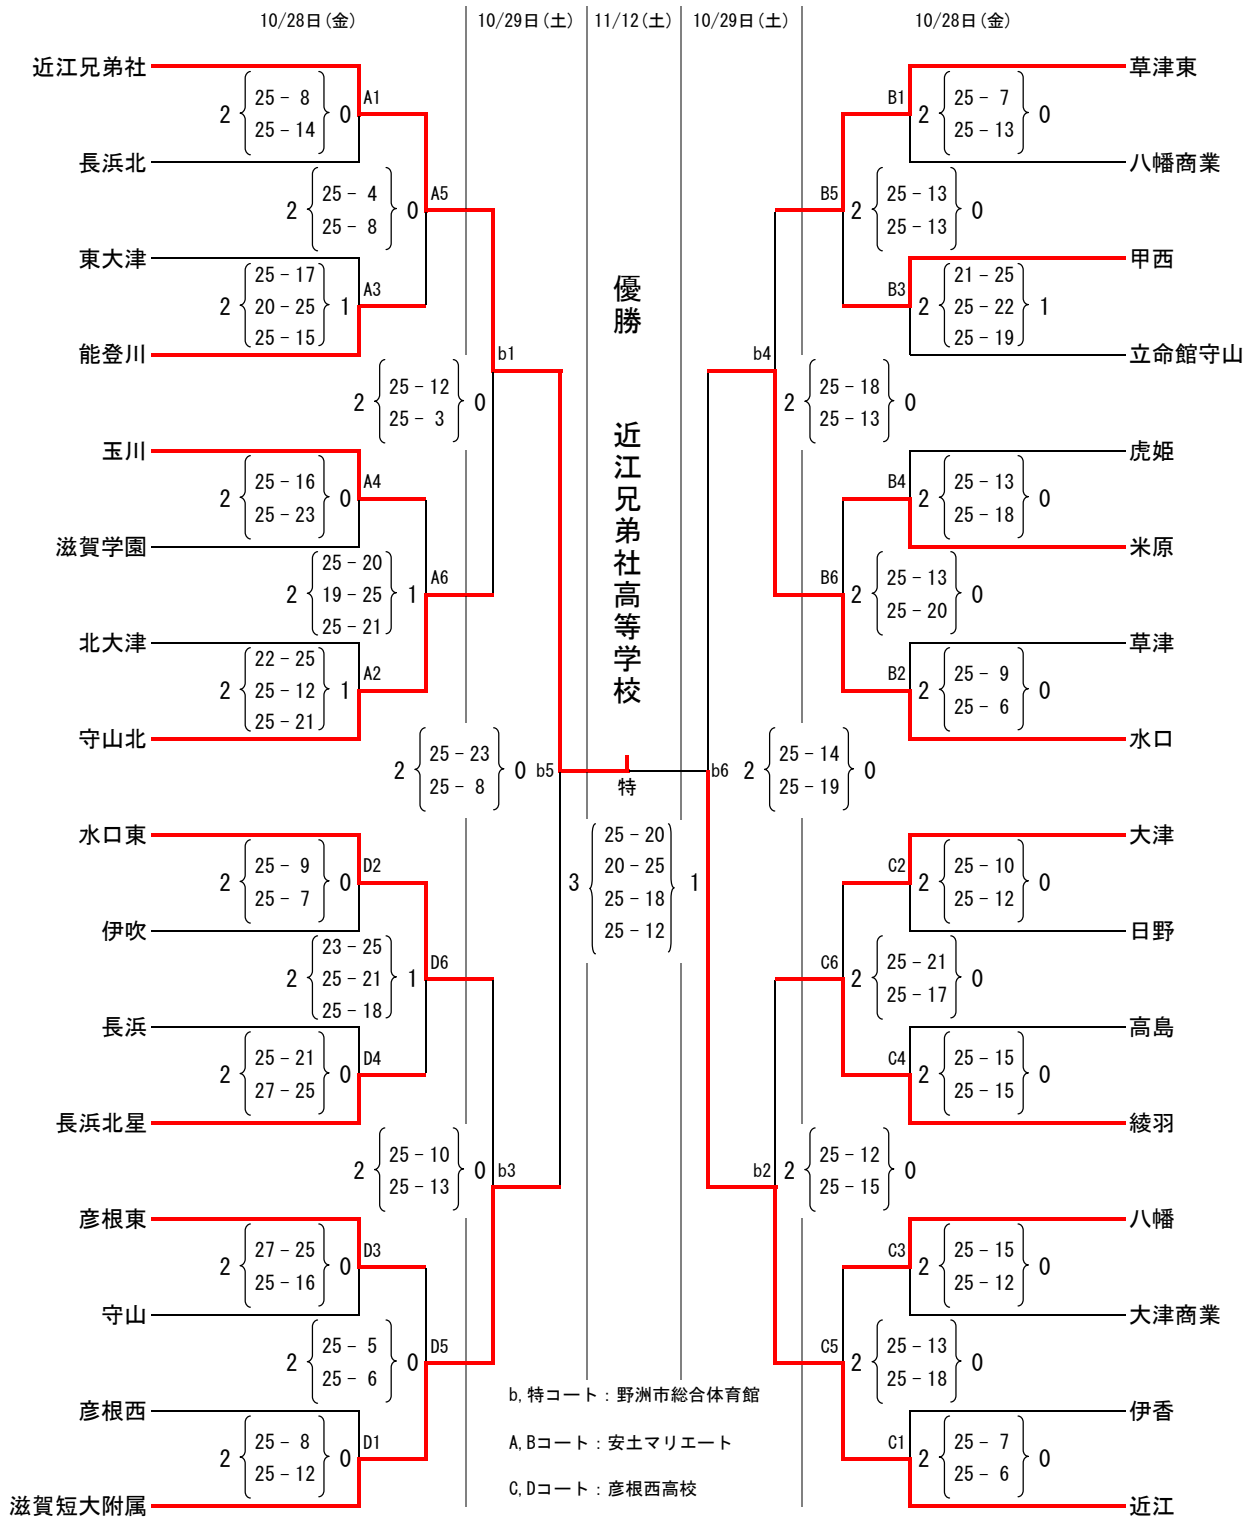 10/28日(金) 10/29日(土) 11/12(土) 10/29日(土) 10/28日(金)
近江兄弟社
2 25 - 8 0 A1
25 - 14
長浜北
2 25 - 4 0 A5
25 - 8
東大津
25 - 17
2 20 - 25 1 A3
25 - 15
能登川
b1
2 25 - 12 0
25 - 3
玉川
2 25 - 16 0 A4
25 - 23
滋賀学園
25 - 20
2 19 - 25 1 A6
25 - 21
北大津
22 - 25
2 25 - 12 1 A2
25 - 21
守山北
2 25 - 23 0 b5
25 - 8
水口東
2 25 - 9 0 D2
25 - 7
伊吹
23 - 25
2 25 - 21 1 D6
25 - 18
長浜
2 25 - 21 0 D4
27 - 25
長浜北星
2 25 - 10 0 b3
25 - 13
彦根東
2 27 - 25 0 D3
25 - 16
守山
2 25 - 5 0 D5
25 - 6
彦根西
2 25 - 8 0 D1
25 - 12
滋賀短大附属
優勝 近江兄弟社高等学校
特
25 - 20
20 - 25
3 25 - 18 1
25 - 12
草津東
B1 2 25 - 7 0
25 - 13
八幡商業
B5 2 25 - 13 0
25 - 13
甲西
21 - 25
B3 2 25 - 22 1
25 - 19
立命館守山
b4
2 25 - 18 0
25 - 13
虎姫
B4 2 25 - 13 0
25 - 18
米原
B6 2 25 - 13 0
25 - 20
草津
B2 2 25 - 9 0
25 - 6
水口
b6 2 25 - 14 0
25 - 19
大津
C2 2 25 - 10 0
25 - 12
日野
C6 2 25 - 21 0
25 - 17
高島
C4 2 25 - 15 0
25 - 15
綾羽
b2 2 25 - 12 0
25 - 15
八幡
C3 2 25 - 15 0
25 - 12
大津商業
C5 2 25 - 13 0
25 - 18
伊香
C1 2 25 - 7 0
25 - 6
近江
b,特コート：野洲市総合体育館
A,Bコート：安土マリエート
C,Dコート：彦根西高校